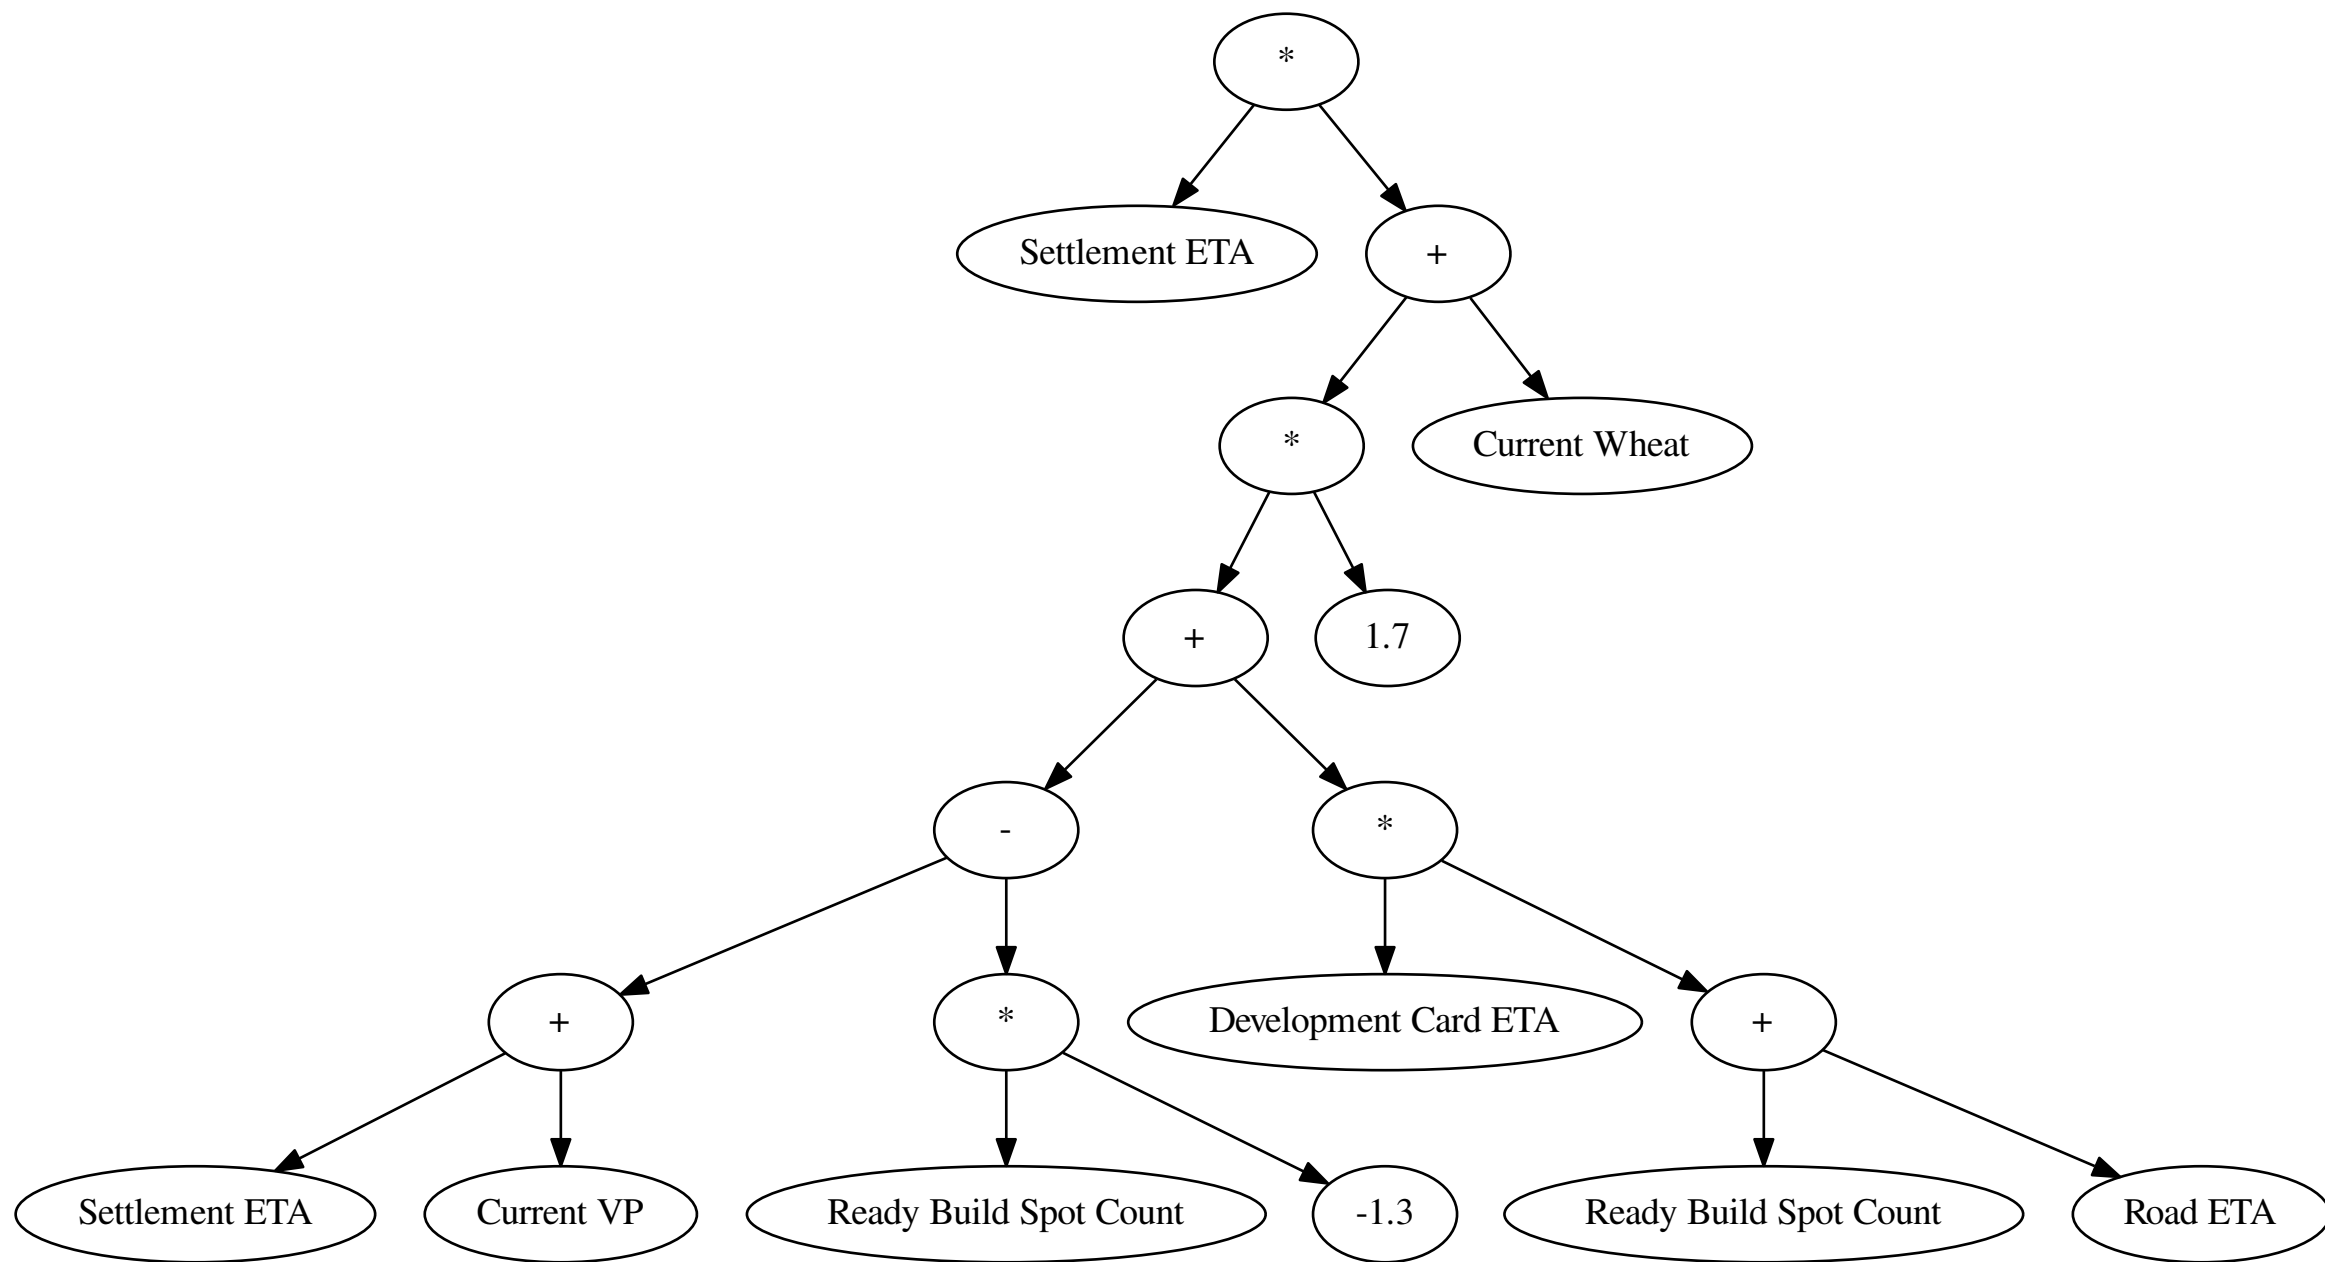 *
Settlement ETA
+
*
Current Wheat
+
1.7
-
*
+
*
Development Card ETA
+
Settlement ETA
Current VP
Ready Build Spot Count
-1.3
Ready Build Spot Count
Road ETA